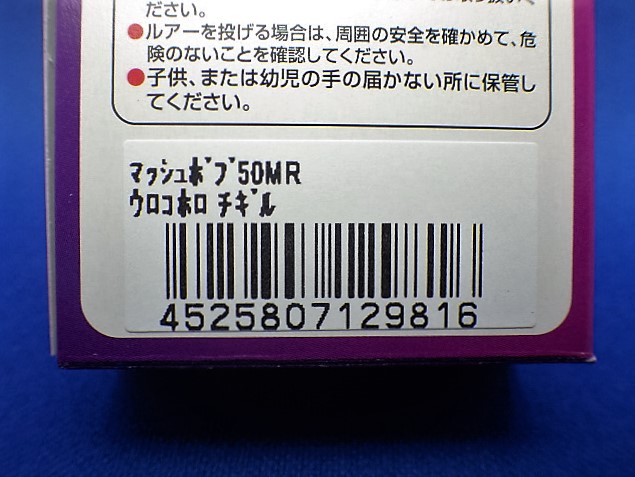 ださい。
●ルアーを投げる場合は、周囲の安全を確かめて、危
険のないことを確認してください。
●子供、または幼児の手の届かない所に保管し
てください。
マッシュボブ50MR
ウロコホロ チギル
4525807129816